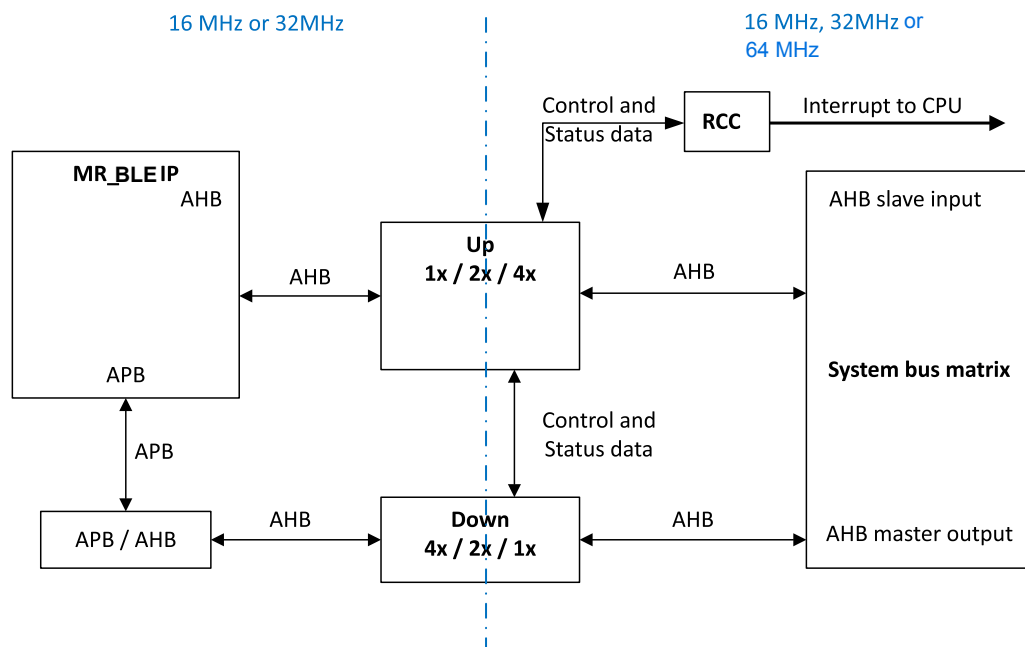 16 MHz or 32MHz
16 MHz, 32MHz or
64 MHz
Control and
Status data
RCC
Interrupt to CPU
MR_BLE IP
AHB
AHB slave input
Up
1x / 2x / 4x
AHB
AHB
System bus matrix
APB
Control and
Status data
APB
Down
4x / 2x / 1x
AHB
AHB
AHB master output
APB / AHB